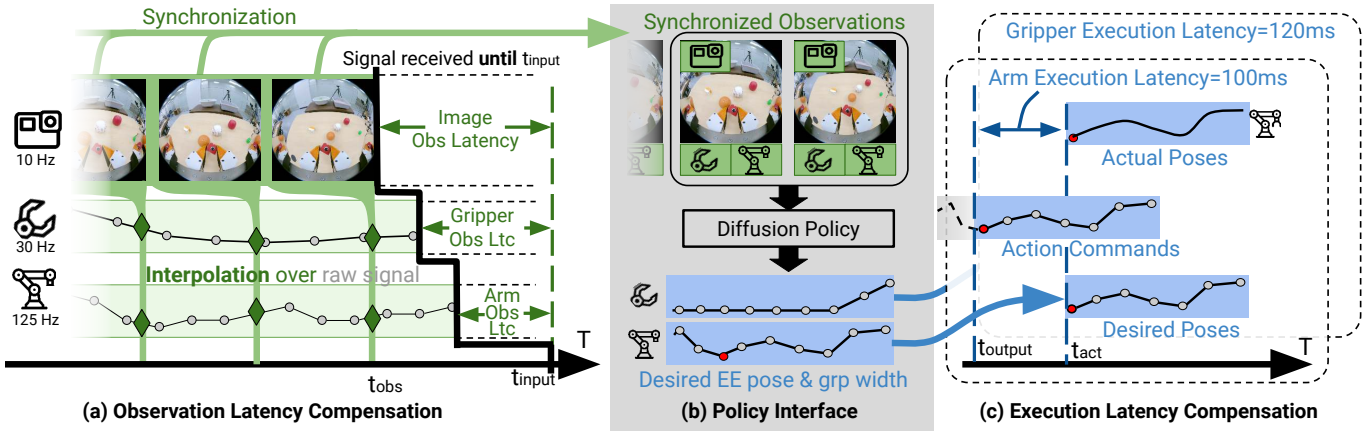 Synchronization
Signal received until tinput
10 Hz
Image
Obs Latency
30 Hz
Gripper
Obs Ltc
Interpolation over raw signal
125 Hz
Arm
Obs
Ltc
T
tobs
tinput
(a) Observation Latency Compensation
Synchronized Observations
Diffusion Policy
Desired EE pose & grp width
(b) Policy Interface
Gripper Execution Latency=120ms
Arm Execution Latency=100ms
Actual Poses
Action Commands
Desired Poses
toutput
tact
T
(c) Execution Latency Compensation